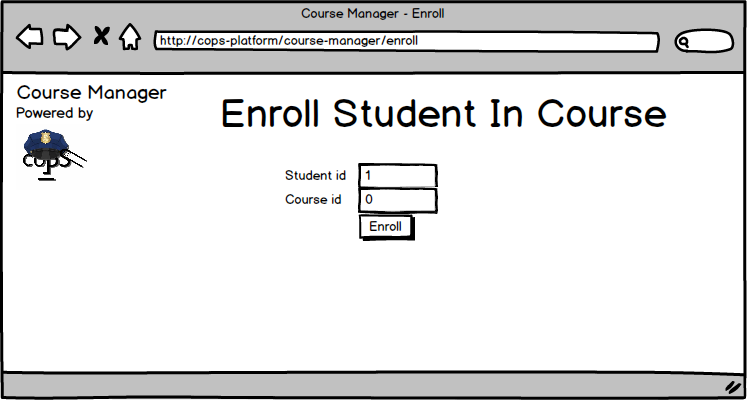 Course Manager - Enroll
http://cops-platform/course-manager/enroll
Course Manager
Powered by
cops
Enroll Student In Course
Student id 1
Course id 0
Enroll